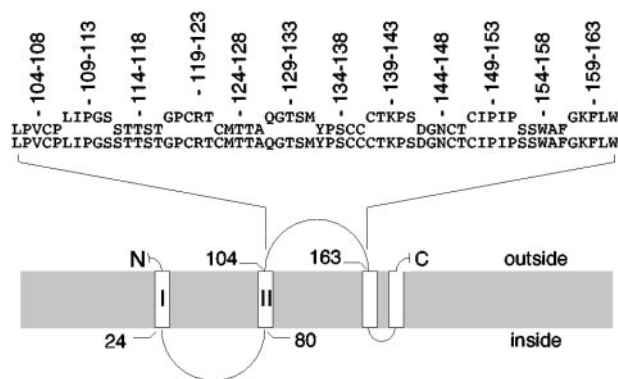 - 104-108
- 109-113
- 114-118
- 119-123
- 124-128
- 129-133
- 134-138
- 139-143
- 144-148
- 149-153
- 154-158
- 159-163
LIPGS GPCRT QGTSM CTKPS CIPIP GKFLW
LPVCP STTST CMTTA YPSCC DGNCT SSWAF
LPVCPLIPGSSTTSTGPCRTCMTTAQGTSMYPSCCCTKPSDGNCTCIPIPSSWAFGKFLW
N 104 163 C outside
I II
24 80 inside